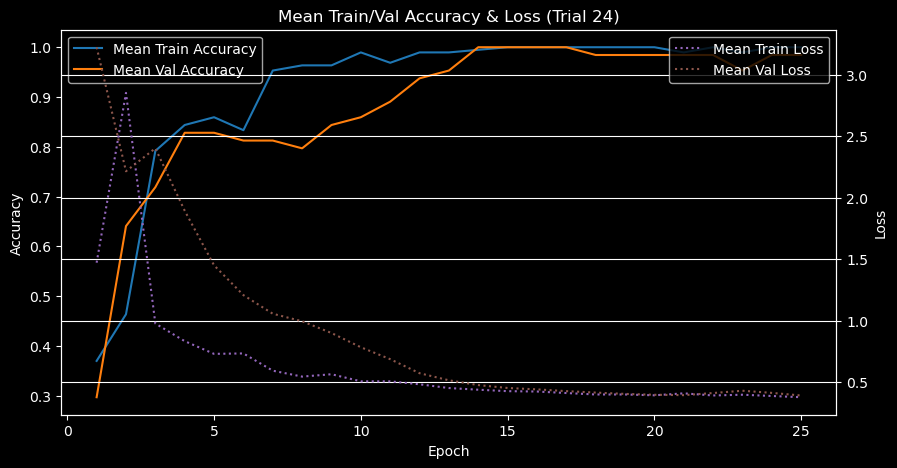 Mean Train/Val Accuracy & Loss (Trial 24)
Mean Train Accuracy
Mean Val Accuracy
Mean Train Loss
Mean Val Loss
1.0
0.9
0.8
0.7
0.6
0.5
0.4
0.3
Accuracy
3.0
2.5
2.0
1.5
1.0
0.5
Loss
0 5 10 15 20 25
Epoch